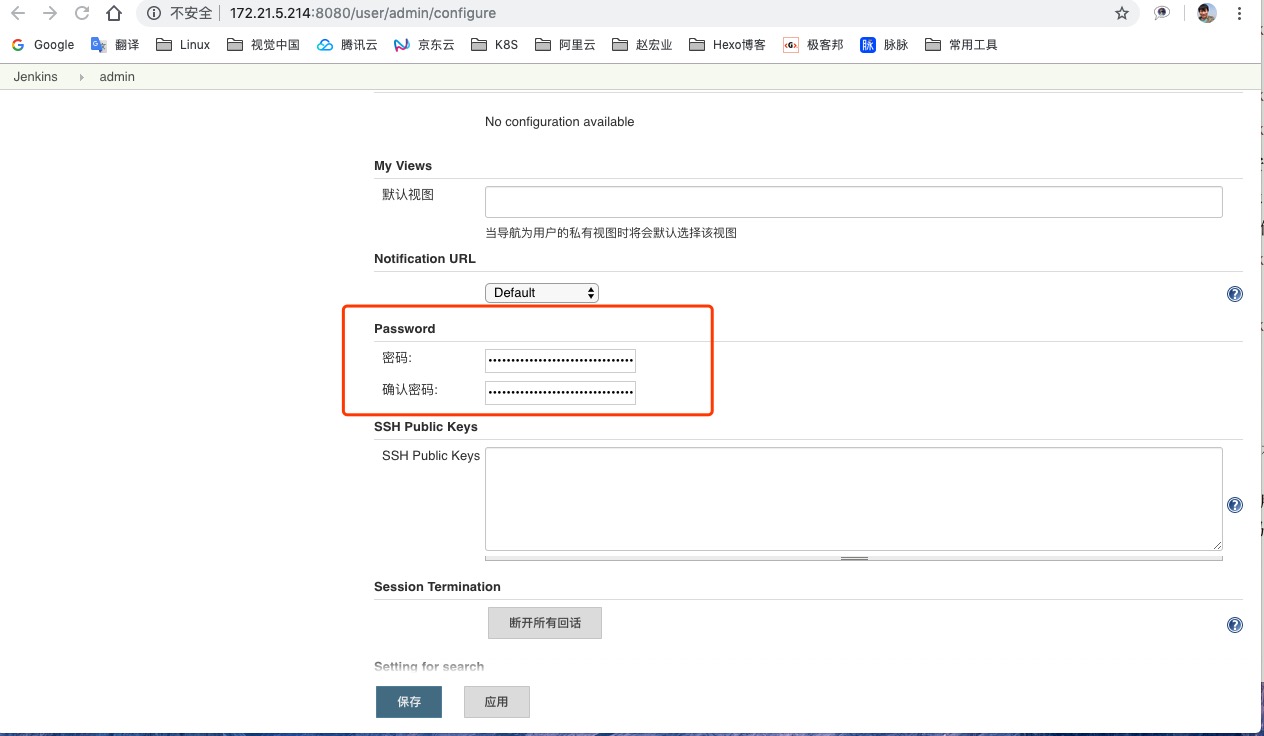 不安全 172.21.5.214:8080/user/admin/configure
Google 翻译 Linux 视觉中国 腾讯云 京东云 K8S 阿里云 赵宏业 Hexo博客 极客邦 脉脉 常用工具
Jenkins admin
No configuration available
My Views
默认视图
当导航为用户的私有视图时将会默认选择该视图
Notification URL
Default
Password
密码:
确认密码:
SSH Public Keys
SSH Public Keys
Session Termination
断开所有回话
Setting for search
保存 应用